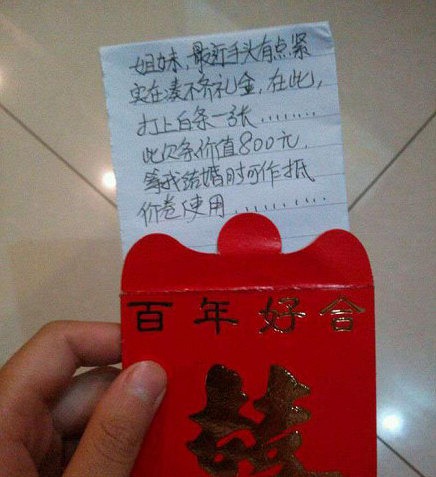 姐妹,最近手头有点紧
实在凑不齐礼金,在此,
打上白条一张........
此欠条价值800元,
等我结婚时可作抵
价卷使用..........
百年好合
囍